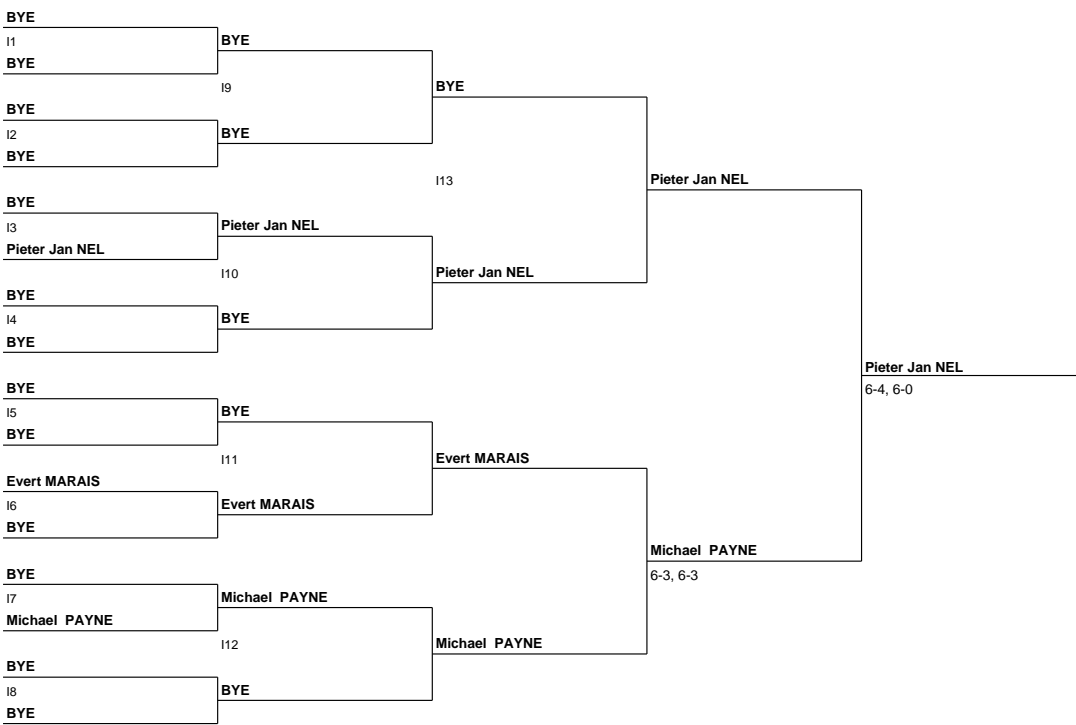 BYE
I1
BYE
BYE
I9
BYE
BYE
I2
BYE
BYE
I13
Pieter Jan NEL
BYE
I3
Pieter Jan NEL
Pieter Jan NEL
I10
Pieter Jan NEL
BYE
I4
BYE
BYE
Pieter Jan NEL
6-4, 6-0
BYE
I5
BYE
BYE
I11
Evert MARAIS
Evert MARAIS
I6
Evert MARAIS
BYE
Michael PAYNE
6-3, 6-3
BYE
I7
Michael PAYNE
Michael PAYNE
I12
Michael PAYNE
BYE
I8
BYE
BYE